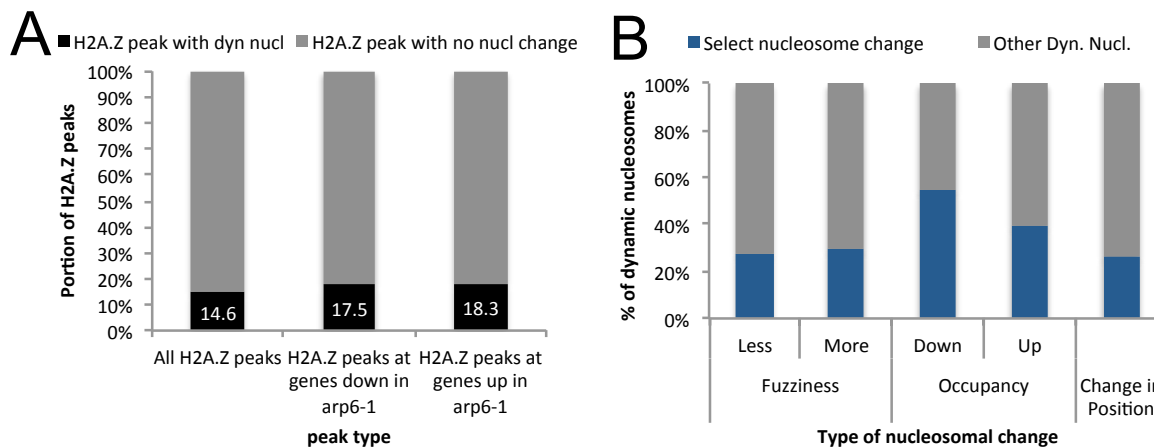 A
H2A.Z peak with dyn nucl H2A.Z peak with no nucl change
100%
90%
80%
70%
60%
50%
40%
30%
20%
10%
0%
Portion of H2A.Z peaks
14.6 17.5 18.3
All H2A.Z peaks H2A.Z peaks at genes down in arp6-1 H2A.Z peaks at genes up in arp6-1
peak type
B
Select nucleosome change Other Dyn. Nucl.
100%
80%
60%
40%
20%
0%
% of dynamic nucleosomes
Less More Down Up
Fuzziness Occupancy Change in
Position
Type of nucleosomal change